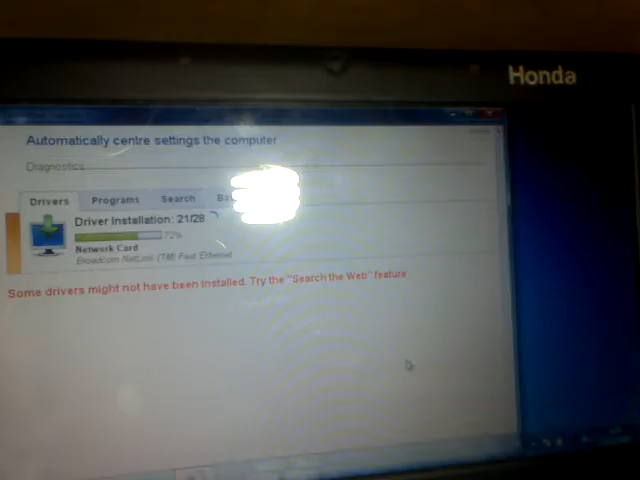 Honda
Automatically centre settings the computer
Diagnostics
Drivers Programs Search
Driver Installation: 21/28
72%
Network Card
Broadcom NetLink (TM) Fast Ethernet
Some drivers might not have been installed. Try the "Search the Web" feature